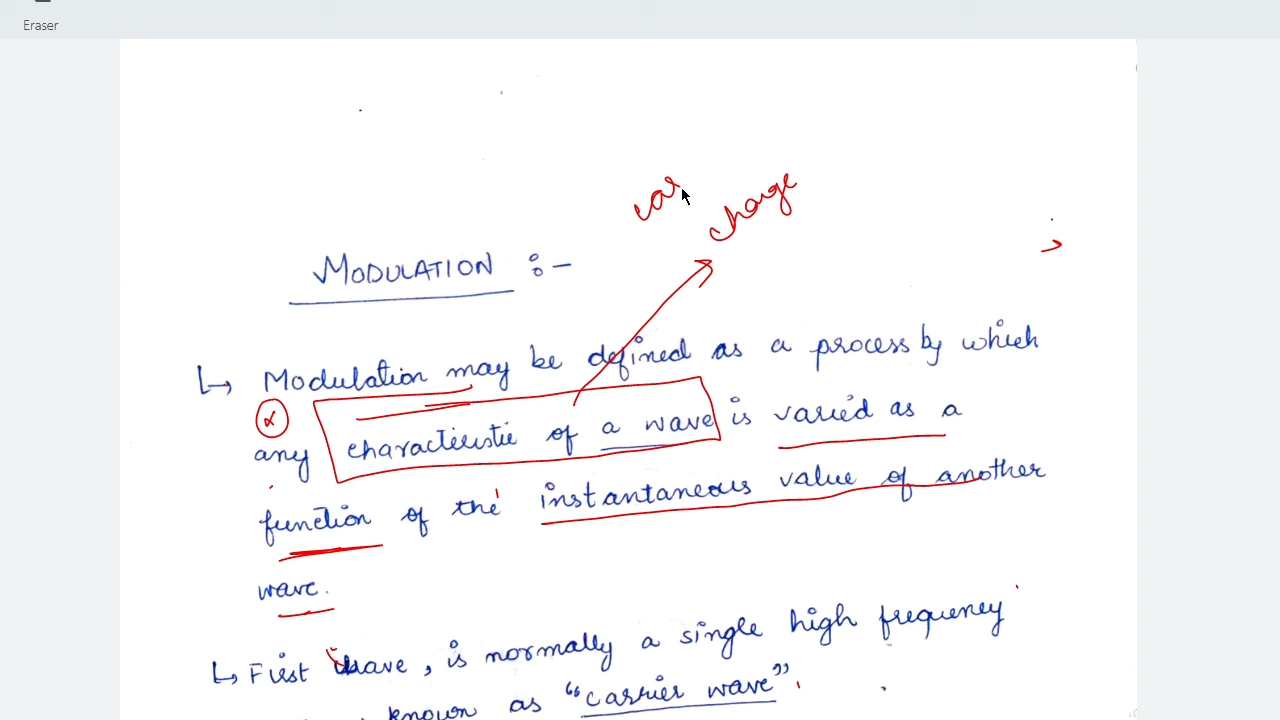 Eraser
car
change
MODULATION :-
↳ Modulation may be defined as a process by which
any characteristic of a wave is varied as a
function of the instantaneous value of another
wave.
↳ First wave, is normally a single high frequency
known as "carrier wave"